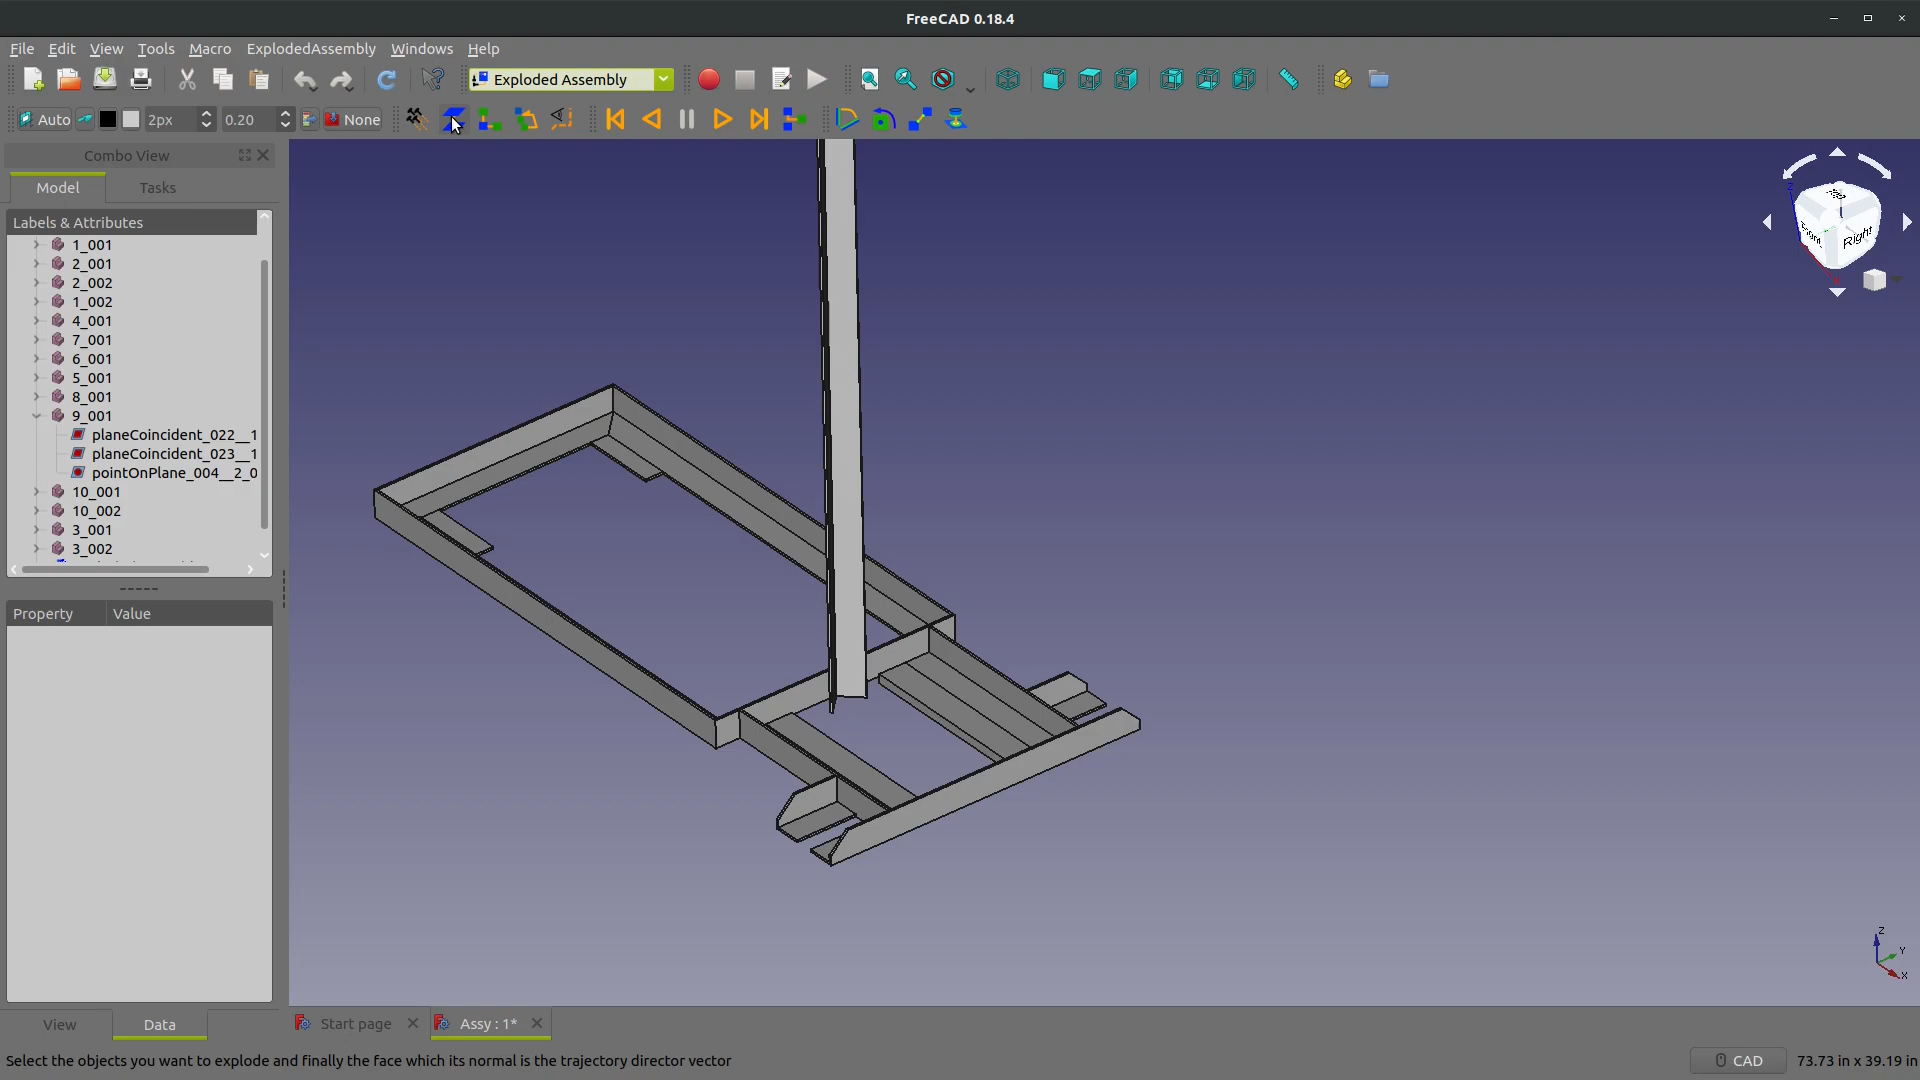 FreeCAD 0.18.4
File Edit View Tools Macro ExplodedAssembly Windows Help
Exploded Assembly
Auto 2px 0.20 None
Combo View
Model Tasks
Labels & Attributes
1_001
2_001
2_002
1_002
4_001
7_001
6_001
5_001
8_001
9_001
planeCoincident_022__1
planeCoincident_023__1
pointOnPlane_004__2_0
10_001
10_002
3_001
3_002
Property Value
Right
Z
Y
X
View Data
Start page Assy : 1*
Select the objects you want to explode and finally the face which its normal is the trajectory director vector
CAD 73.73 in x 39.19 in